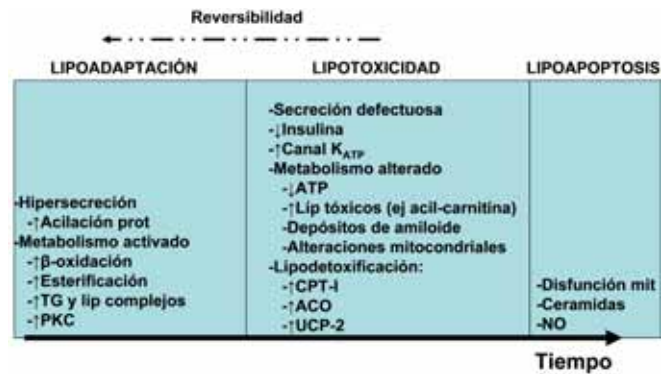 Reversibilidad
LIPOADAPTACIÓN
-Hipersecreción
-↑Acilación prot
-Metabolismo activado
-↑β-oxidación
-↑Esterificación
-↑TG y lip complejos
-↑PKC
LIPOTOXICIDAD
-Secreción defectuosa
-↓Insulina
-↑Canal K_ATP
-Metabolismo alterado
-↓ATP
-↑Lip tóxicos (ej acil-carnitina)
-Depósitos de amiloide
-Alteraciones mitocondriales
-Lipodetoxificación:
-↑CPT-I
-↑ACO
-↑UCP-2
LIPOAPOPTOSIS
-Disfunción mit
-Ceramidas
-NO
Tiempo